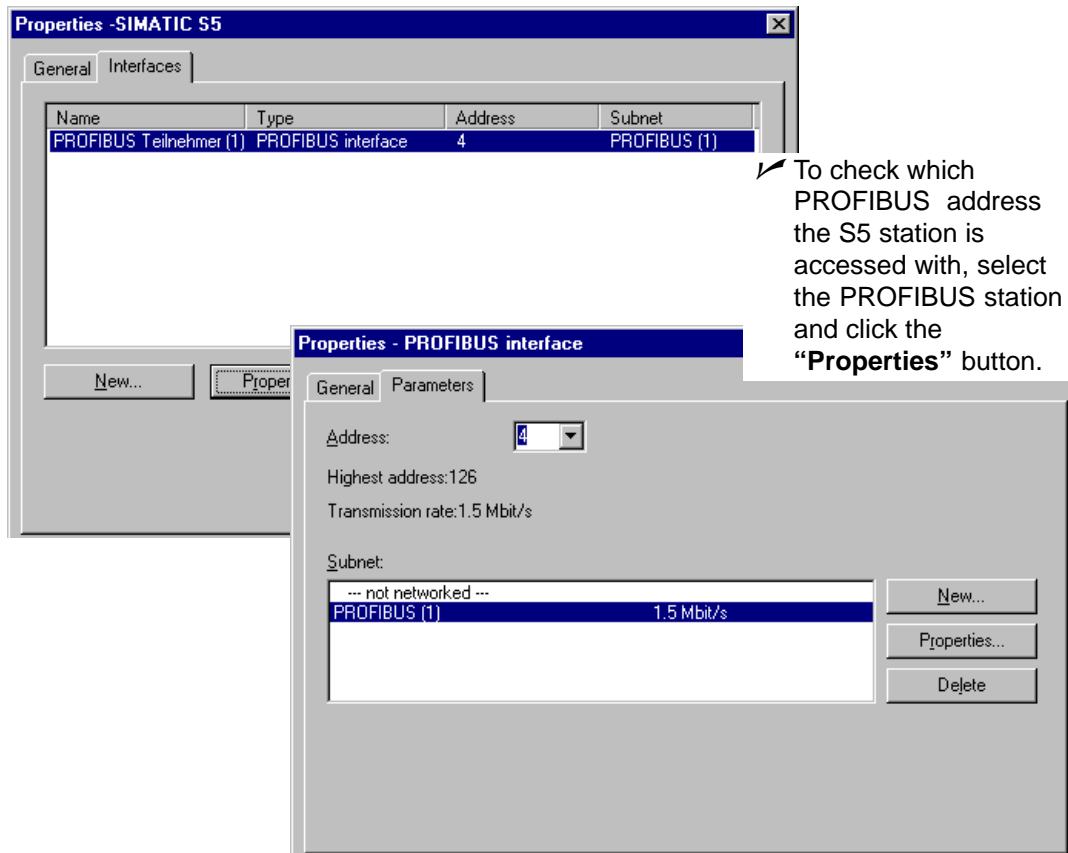 Properties -SIMATIC S5
General Interfaces
Name Type Address Subnet
PROFIBUS Teilnehmer (1) PROFIBUS interface 4 PROFIBUS (1)
To check which
PROFIBUS address
the S5 station is
accessed with, select
the PROFIBUS station
and click the
“Properties” button.
New...
Properties - PROFIBUS interface
General Parameters
Address: 4
Highest address:126
Transmission rate:1.5 Mbit/s
Subnet:
--- not networked ---
PROFIBUS (1) 1.5 Mbit/s
New...
Properties...
Delete